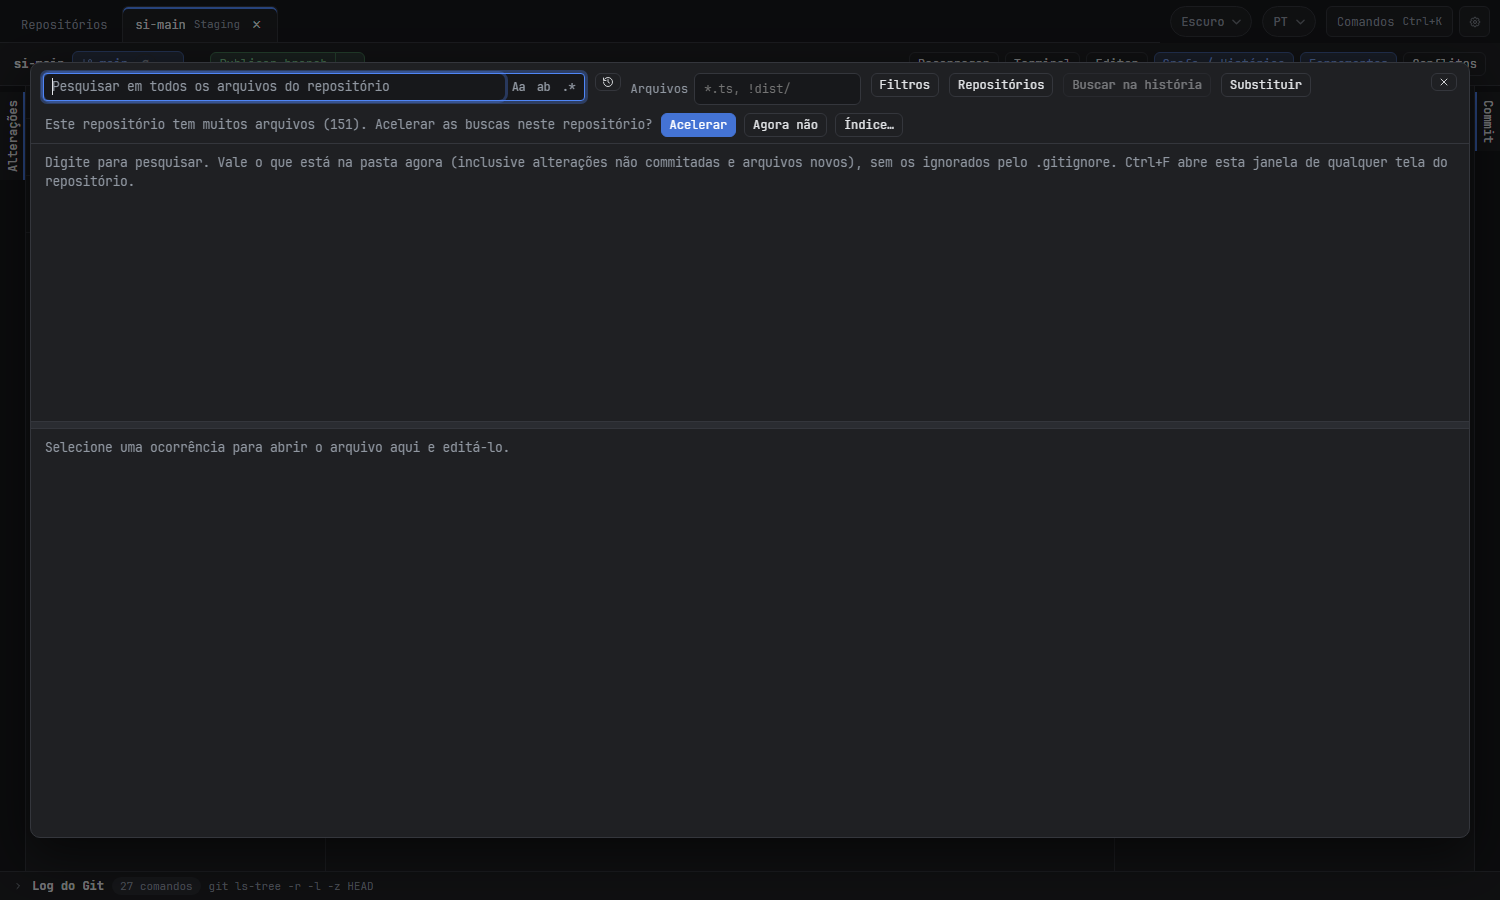 Repositórios si-main Staging × Escuro PT Comandos Ctrl+K
Pesquisar em todos os arquivos do repositório Aa ab .* Arquivos *.ts, !dist/ Filtros Repositórios Buscar na história Substituir ×
Este repositório tem muitos arquivos (151). Acelerar as buscas neste repositório? Acelerar Agora não Índice…
Digite para pesquisar. Vale o que está na pasta agora (inclusive alterações não commitadas e arquivos novos), sem os ignorados pelo .gitignore. Ctrl+F abre esta janela de qualquer tela do
repositório.
Alterações
Commit
Selecione uma ocorrência para abrir o arquivo aqui e editá-lo.
› Log do Git 27 comandos git ls-tree -r -l -z HEAD